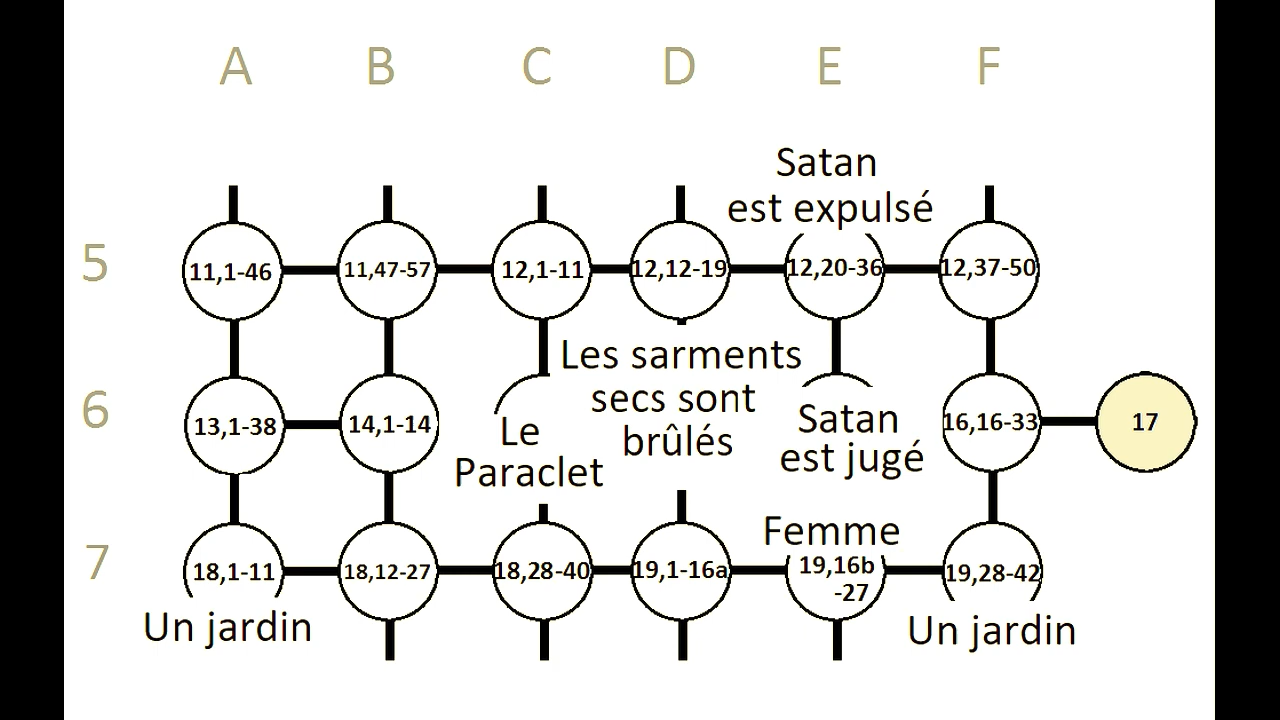 A B C D E F
Satan
est expulsé
5 11,1-46 11,47-57 12,1-11 12,12-19 12,20-36 12,37-50
Les sarments
secs sont
brûlés
6 13,1-38 14,1-14 Le
Paraclet
Satan
est jugé
16,16-33 17
Femme
7 18,1-11 18,12-27 18,28-40 19,1-16a 19,16b
-27
19,28-42
Un jardin Un jardin